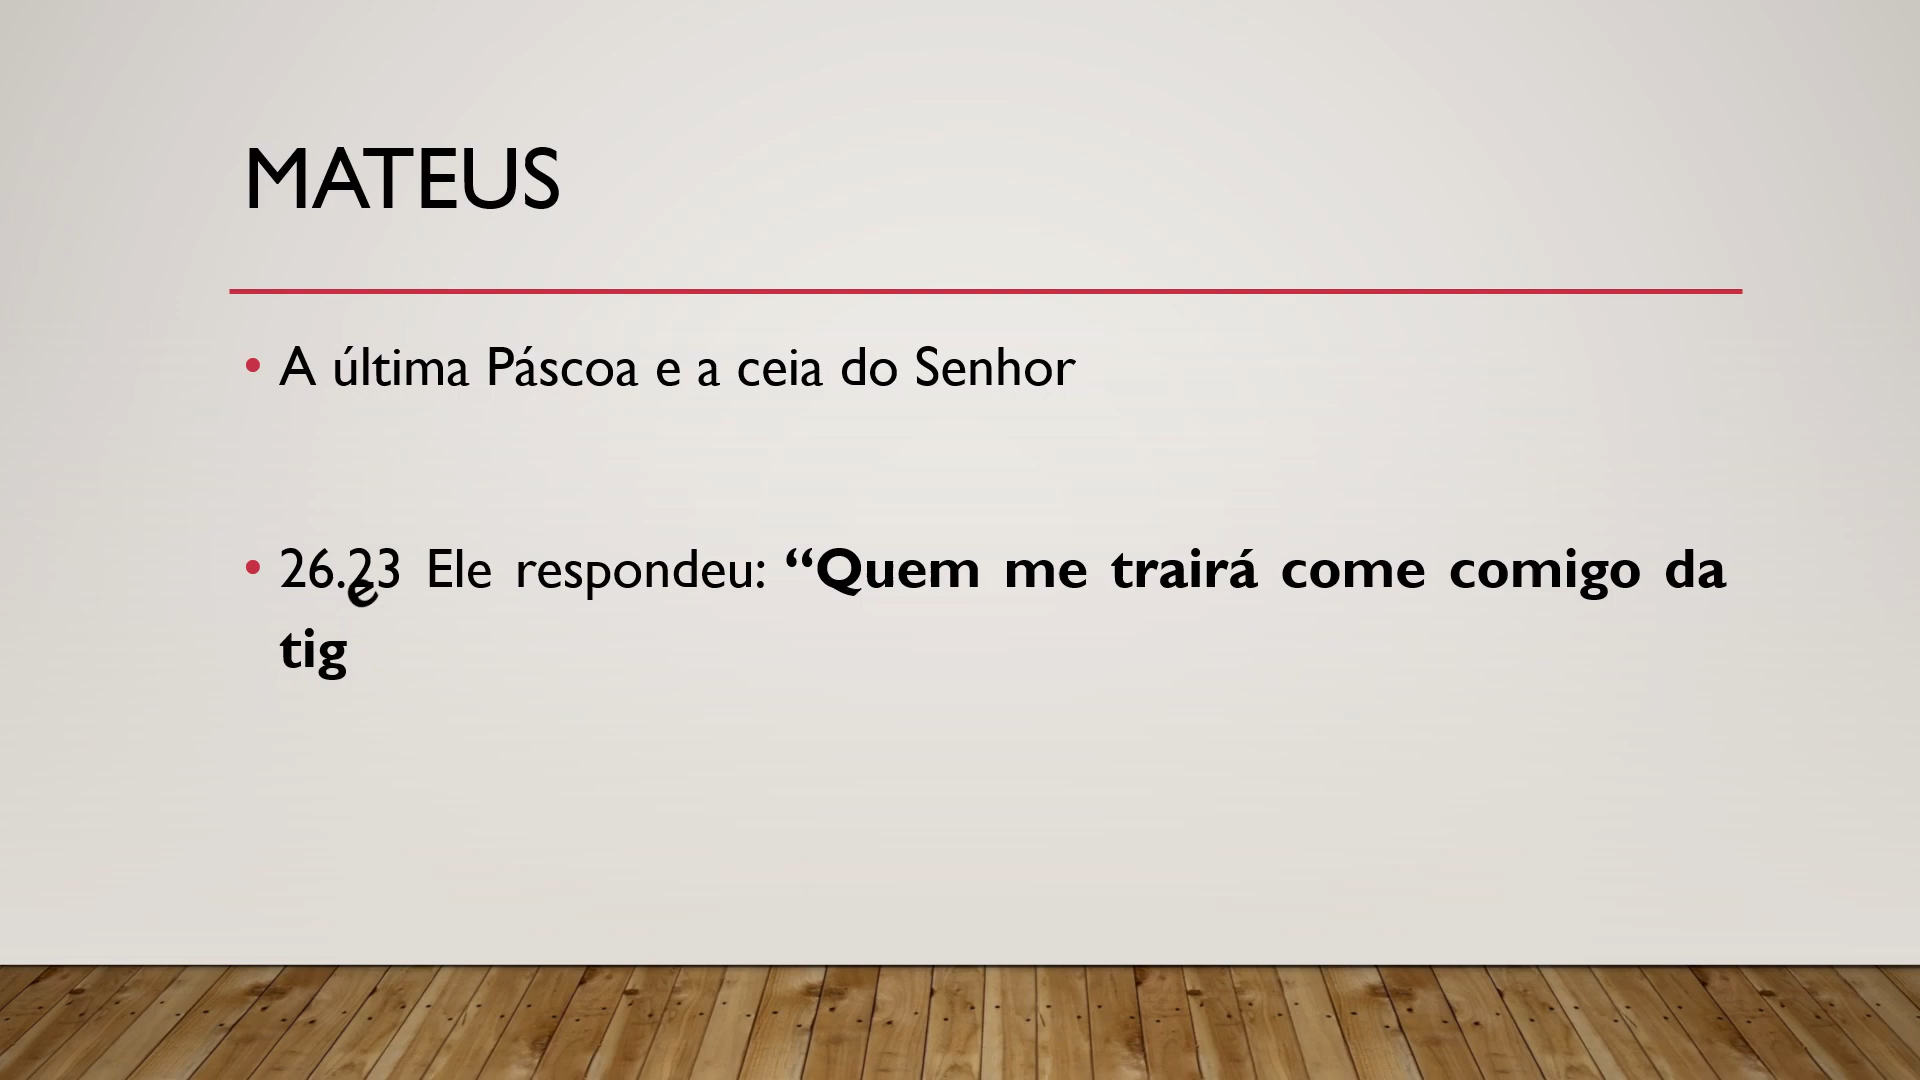 MATEUS
• A última Páscoa e a ceia do Senhor
• 26.23 Ele respondeu: “Quem me trairá come comigo da
tig
e